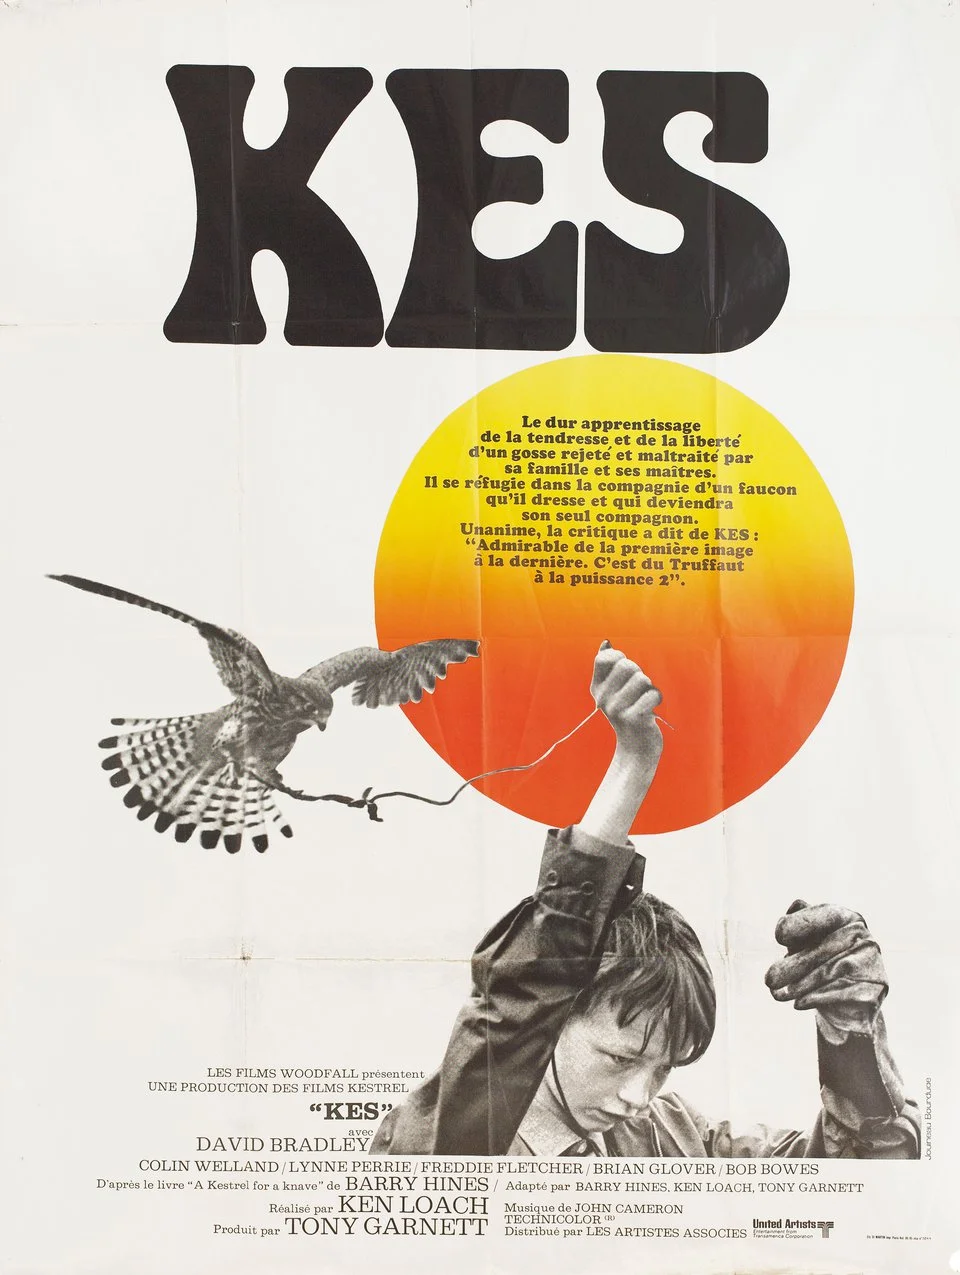 KES
Le dur apprentissage
de la tendresse et de la liberté
d'un gosse rejeté et maltraité par
sa famille et ses maîtres.
Il se réfugie dans la compagnie d'un faucon
qu'il dresse et qui deviendra
son seul compagnon.
Unanime, la critique a dit de KES :
“Admirable de la première image
à la dernière. C'est du Truffaut
à la puissance 2”.
LES FILMS WOODFALL présentent
UNE PRODUCTION DES FILMS KESTREL
“KES”
avec
DAVID BRADLEY
COLIN WELLAND / LYNNE PERRIE / FREDDIE FLETCHER / BRIAN GLOVER / BOB BOWES
D'après le livre “A Kestrel for a knave” de BARRY HINES / Adapté par BARRY HINES. KEN LOACH, TONY GARNETT
Réalisé par KEN LOACH
Produit par TONY GARNETT
Musique de JOHN CAMERON
TECHNICOLOR (R)
Distribué par LES ARTISTES ASSOCIES
United Artists
Entertainment from
Transamerica Corporation
Jouineau Bourduge